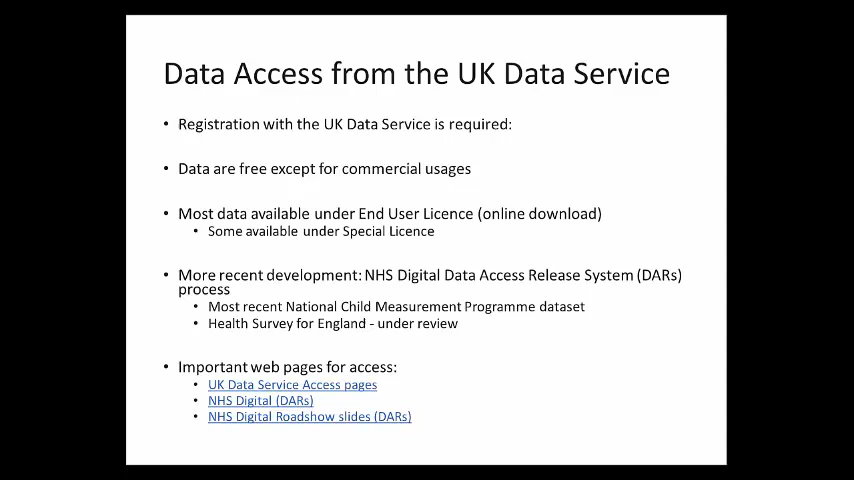 Data Access from the UK Data Service
• Registration with the UK Data Service is required:
• Data are free except for commercial usages
• Most data available under End User Licence (online download)
• Some available under Special Licence
• More recent development: NHS Digital Data Access Release System (DARs)
process
• Most recent National Child Measurement Programme dataset
• Health Survey for England - under review
• Important web pages for access:
• UK Data Service Access pages
• NHS Digital (DARs)
• NHS Digital Roadshow slides (DARs)